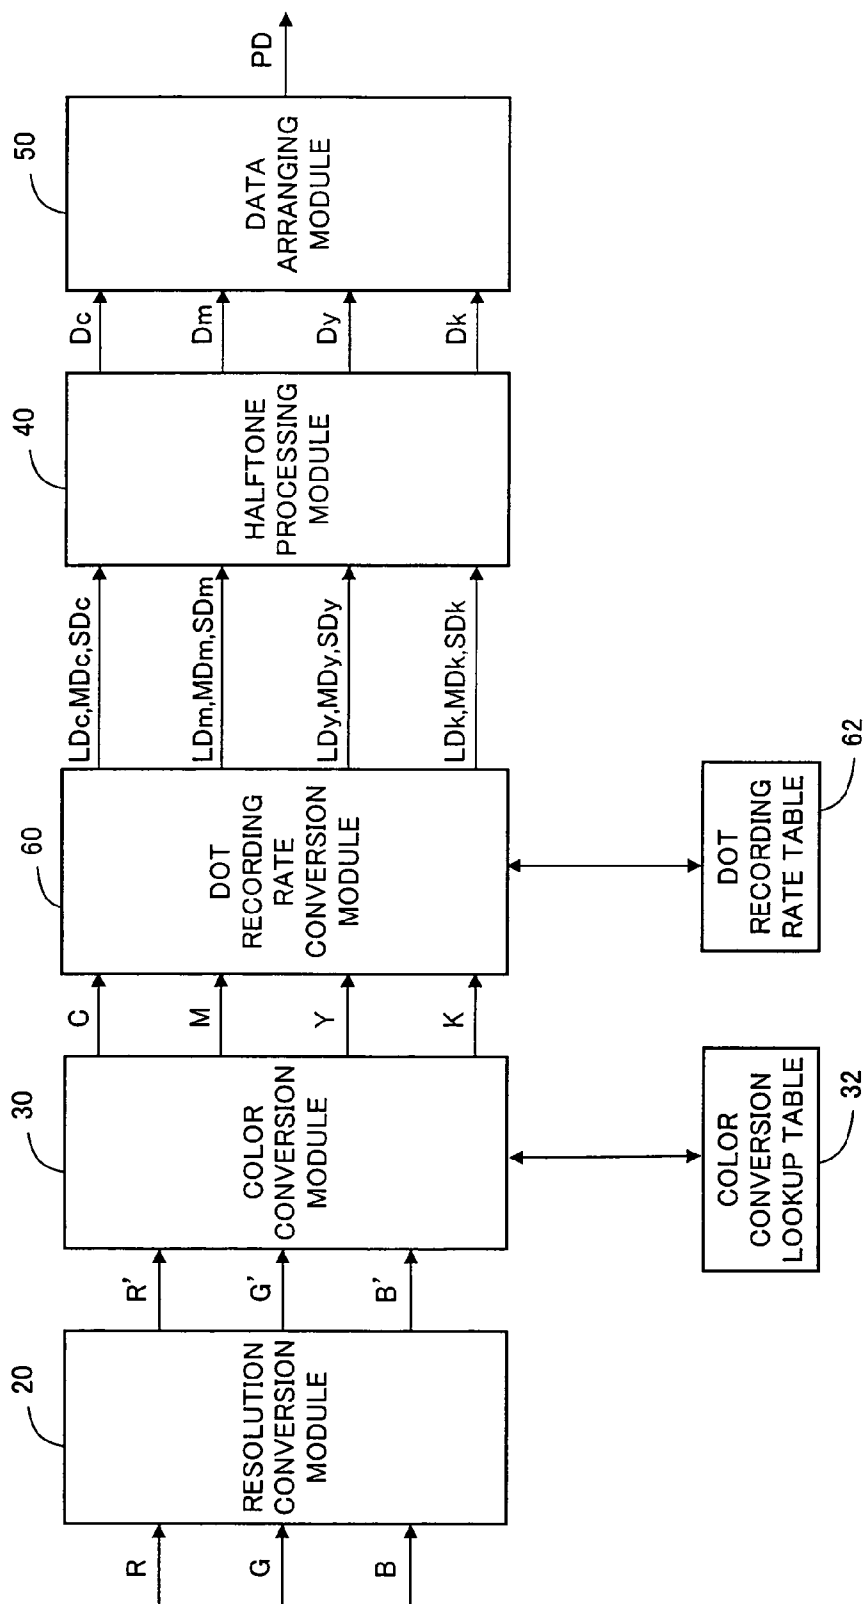 R
G
B
20
RESOLUTION
CONVERSION
MODULE
R'
G'
B'
30
COLOR
CONVERSION
MODULE
COLOR
CONVERSION
LOOKUP TABLE
32
C
M
Y
K
60
DOT
RECORDING
RATE
CONVERSION
MODULE
DOT
RECORDING
RATE TABLE
62
LDc,MDc,SDc
LDm,MDm,SDm
LDy,MDy,SDy
LDk,MDk,SDk
40
HALFTONE
PROCESSING
MODULE
Dc
Dm
Dy
Dk
50
DATA
ARRANGING
MODULE
PD